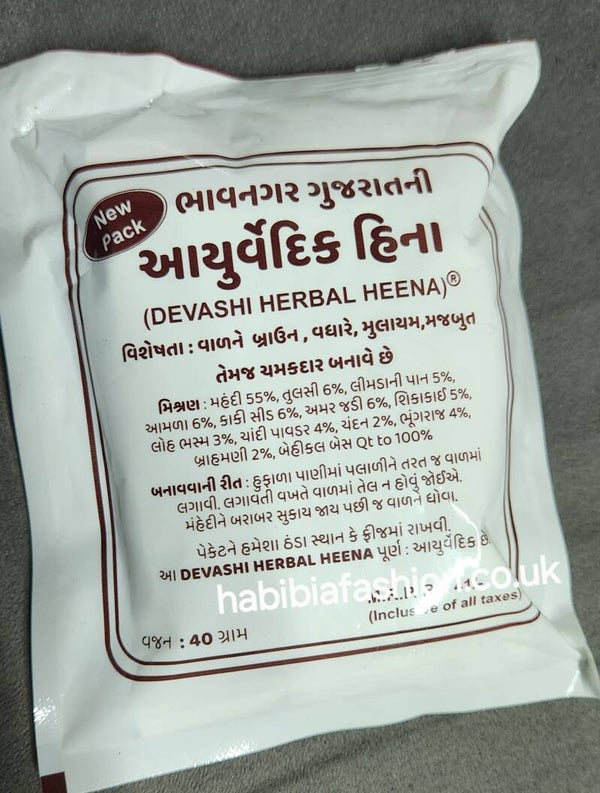 New
Pack
ભાવનગર ગુજરાતની
આયુર્વેદિક હિના
(DEVASHI HERBAL HEENA)®
વિશેષતા : વાળને બ્રાઉન , વધારે, મુલાયમ,મજબુત
તેમજ ચમકદાર બનાવે છે
મિશ્રણ : મહંદી 55%, તુલસી 6%, લીમડાની પાન 5%,
આમળા 6%, કાકી સીડ 6%, અમર જડી 6%, શિકાકાઈ 5%,
લોહ ભસ્મ 3%, ચાંદી પાવડર 4%, ચંદન 2%, ભૂંગરાજ 4%,
બ્રાહમણી 2%, બેહીકલ બેસ Qt to 100%
બનાવવાની રીત : હુફાળા પાણીમાં પલાળીને તરત જ વાળમાં
લગાવી. લગાવતી વખતે વાળમાં તેલ ન હોવું જોઈએ.
મંહેદીને બરાબર સુકાય જાય પછી જ વાળને ધોવા.
પેકેટને હમેશા ઠંડા સ્થાન કે ફ્રીજમાં રાખવી.
આ DEVASHI HERBAL HEENA પૂર્ણ : આયુર્વેદિક છે.
habibiafashion.co.uk
M.R.P.
(Inclusive of all taxes)
વજન : 40 ગ્રામ